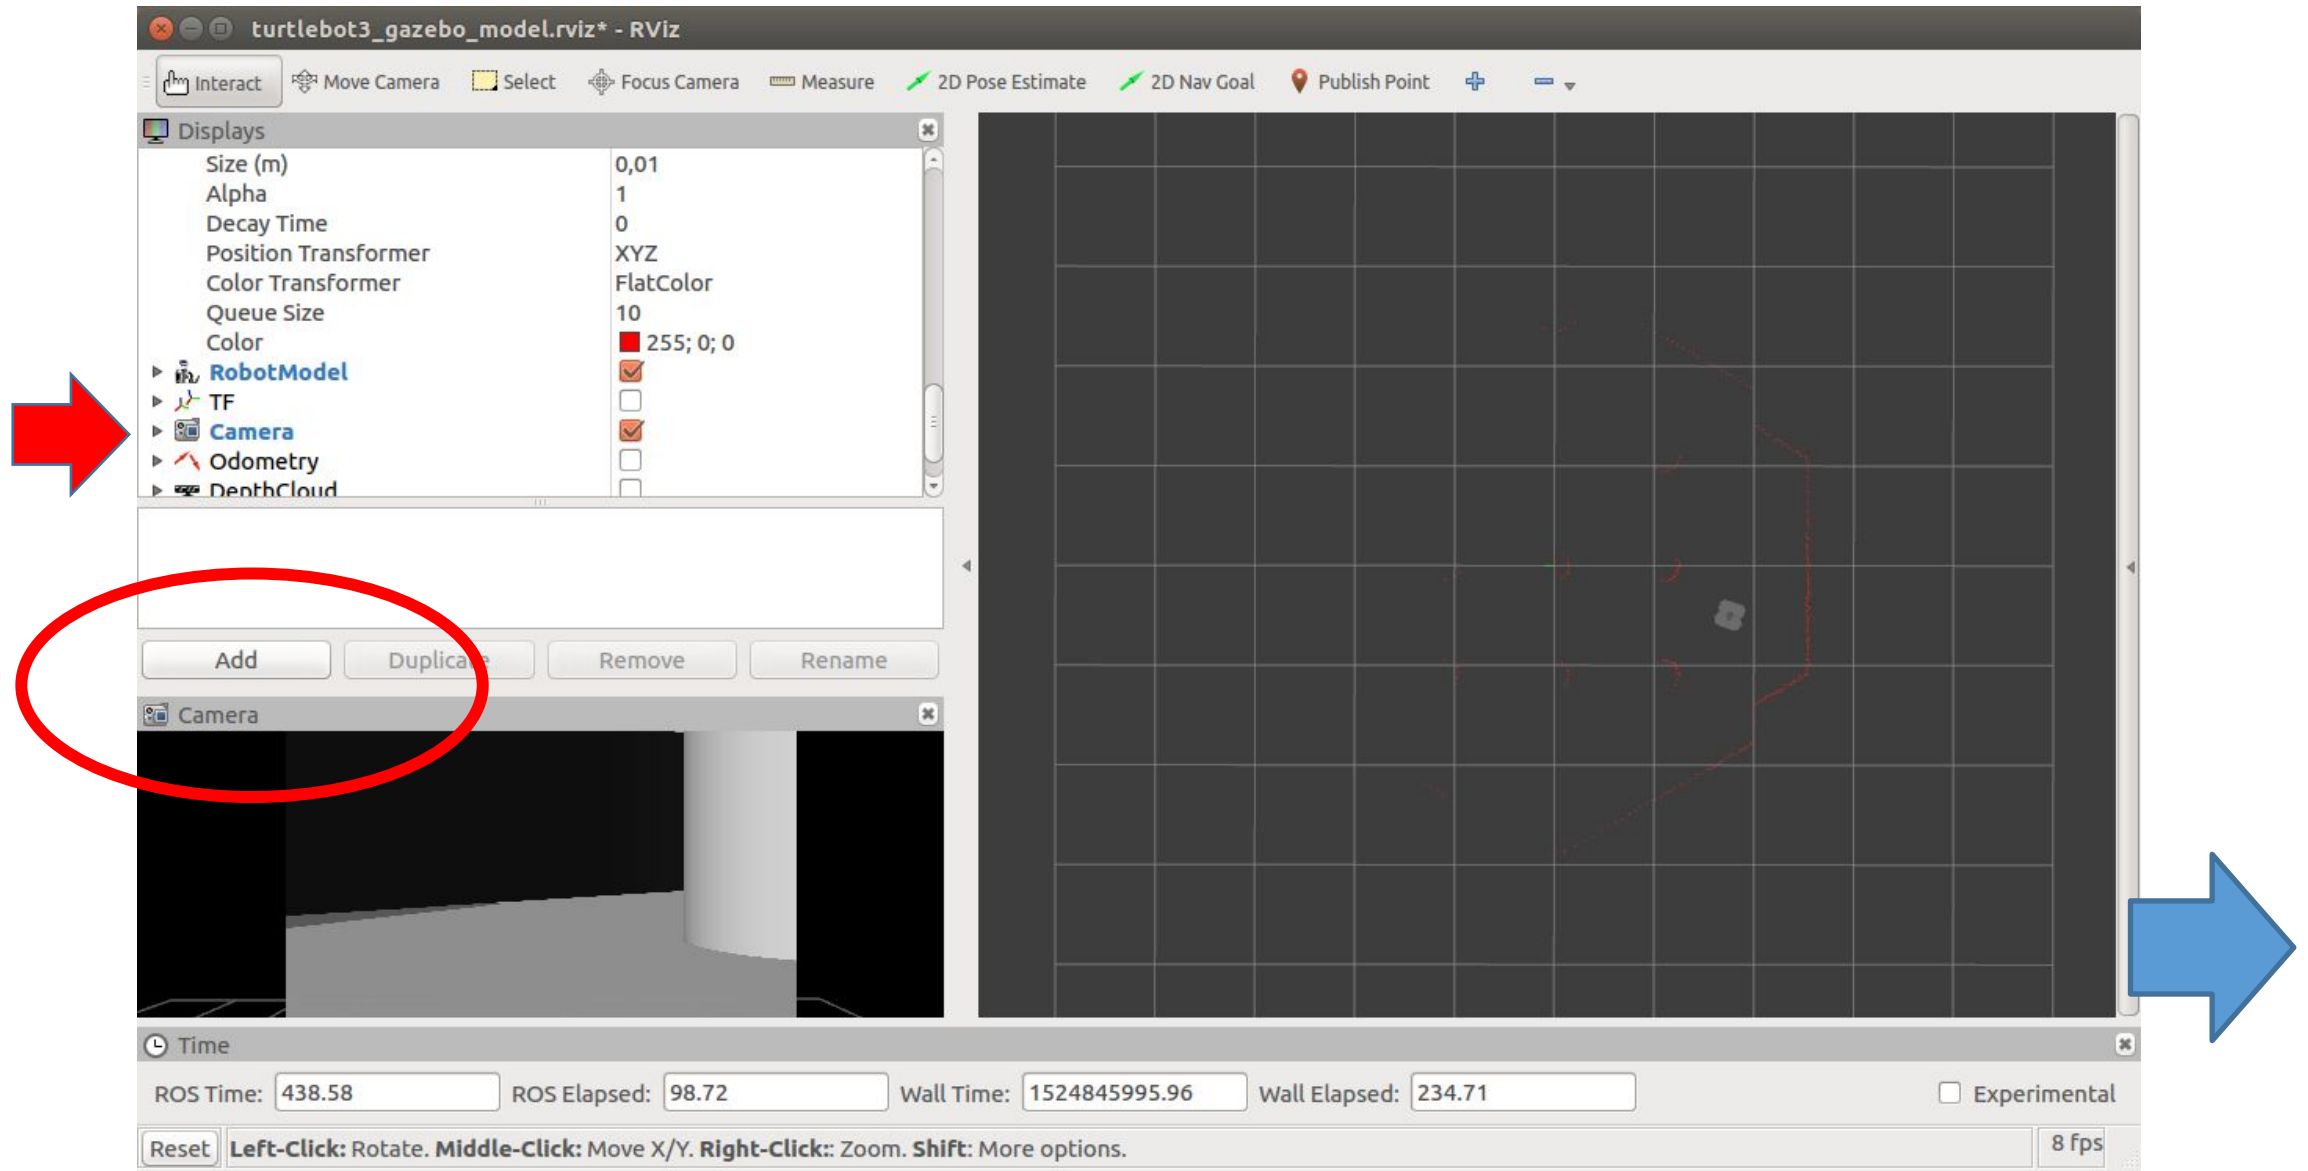 turtlebot3_gazebo_model.rviz* - RViz
Interact Move Camera Select Focus Camera Measure 2D Pose Estimate 2D Nav Goal Publish Point
Displays
Size (m) 0,01
Alpha 1
Decay Time 0
Position Transformer XYZ
Color Transformer FlatColor
Queue Size 10
Color 255; 0; 0
RobotModel
TF
Camera
Odometry
DepthCloud
Add Duplicate Remove Rename
Camera
Time
ROS Time: 438.58 ROS Elapsed: 98.72 Wall Time: 1524845995.96 Wall Elapsed: 234.71 Experimental
Reset Left-Click: Rotate. Middle-Click: Move X/Y. Right-Click:: Zoom. Shift: More options. 8 fps